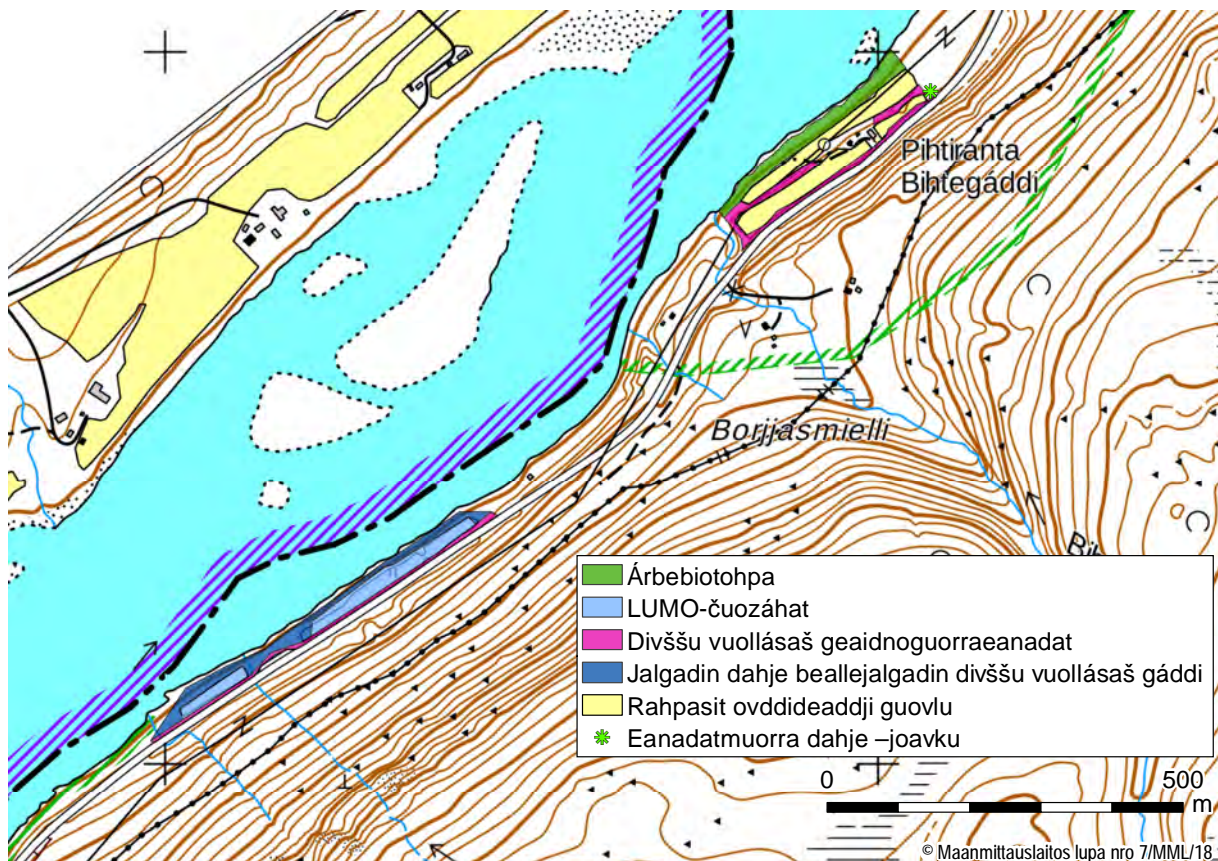 Pihtiranta
Bihtegáddi
Borjjasmielli
Árbebiotohpa
LUMO-čuozáhat
Divššu vuollásaš geaidnoguorraeanadat
Jalgadin dahje beallejalgadin divššu vuollásaš gáddi
Rahpasit ovddideaddji guovlu
Eanadatmuorra dahje –joavku
0 500
m
© Maanmittauslaitos lupa nro 7/MML/18